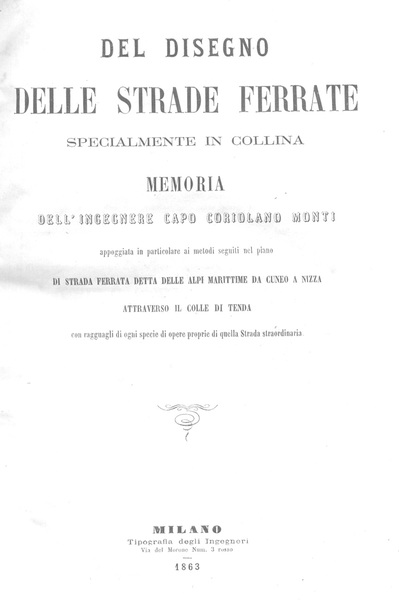 DEL DISEGNO
DELLE STRADE FERRATE
SPECIALMENTE IN COLLINA
MEMORIA
DELL'INGEGNERE CAPO CORIOLANO MONTI
appoggiata in particolare ai metodi seguiti nel piano
DI STRADA FERRATA DETTA DELLE ALPI MARITTIME DA CUNEO A NIZZA
ATTRAVERSO IL COLLE DI TENDA
con ragguagli di ogni specie di opere proprie di quella Strada straordinaria
MILANO
Tipografia degli Ingegneri
Via del Morone Num. 3 rosso
1863